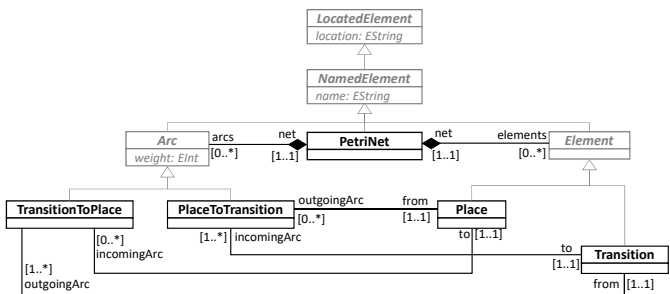 LocatedElement
location: EString
NamedElement
name: EString
Arc
weight: EInt
arcs
[0..*]
net
[1..1]
PetriNet
net
[1..1]
elements
[0..*]
Element
TransitionToPlace
PlaceToTransition
outgoingArc
[0..*]
from
[1..1]
Place
[0..*]
incomingArc
[1..*]
incomingArc
to
[1..1]
to
[1..1]
Transition
[1..*]
outgoingArc
from
[1..1]